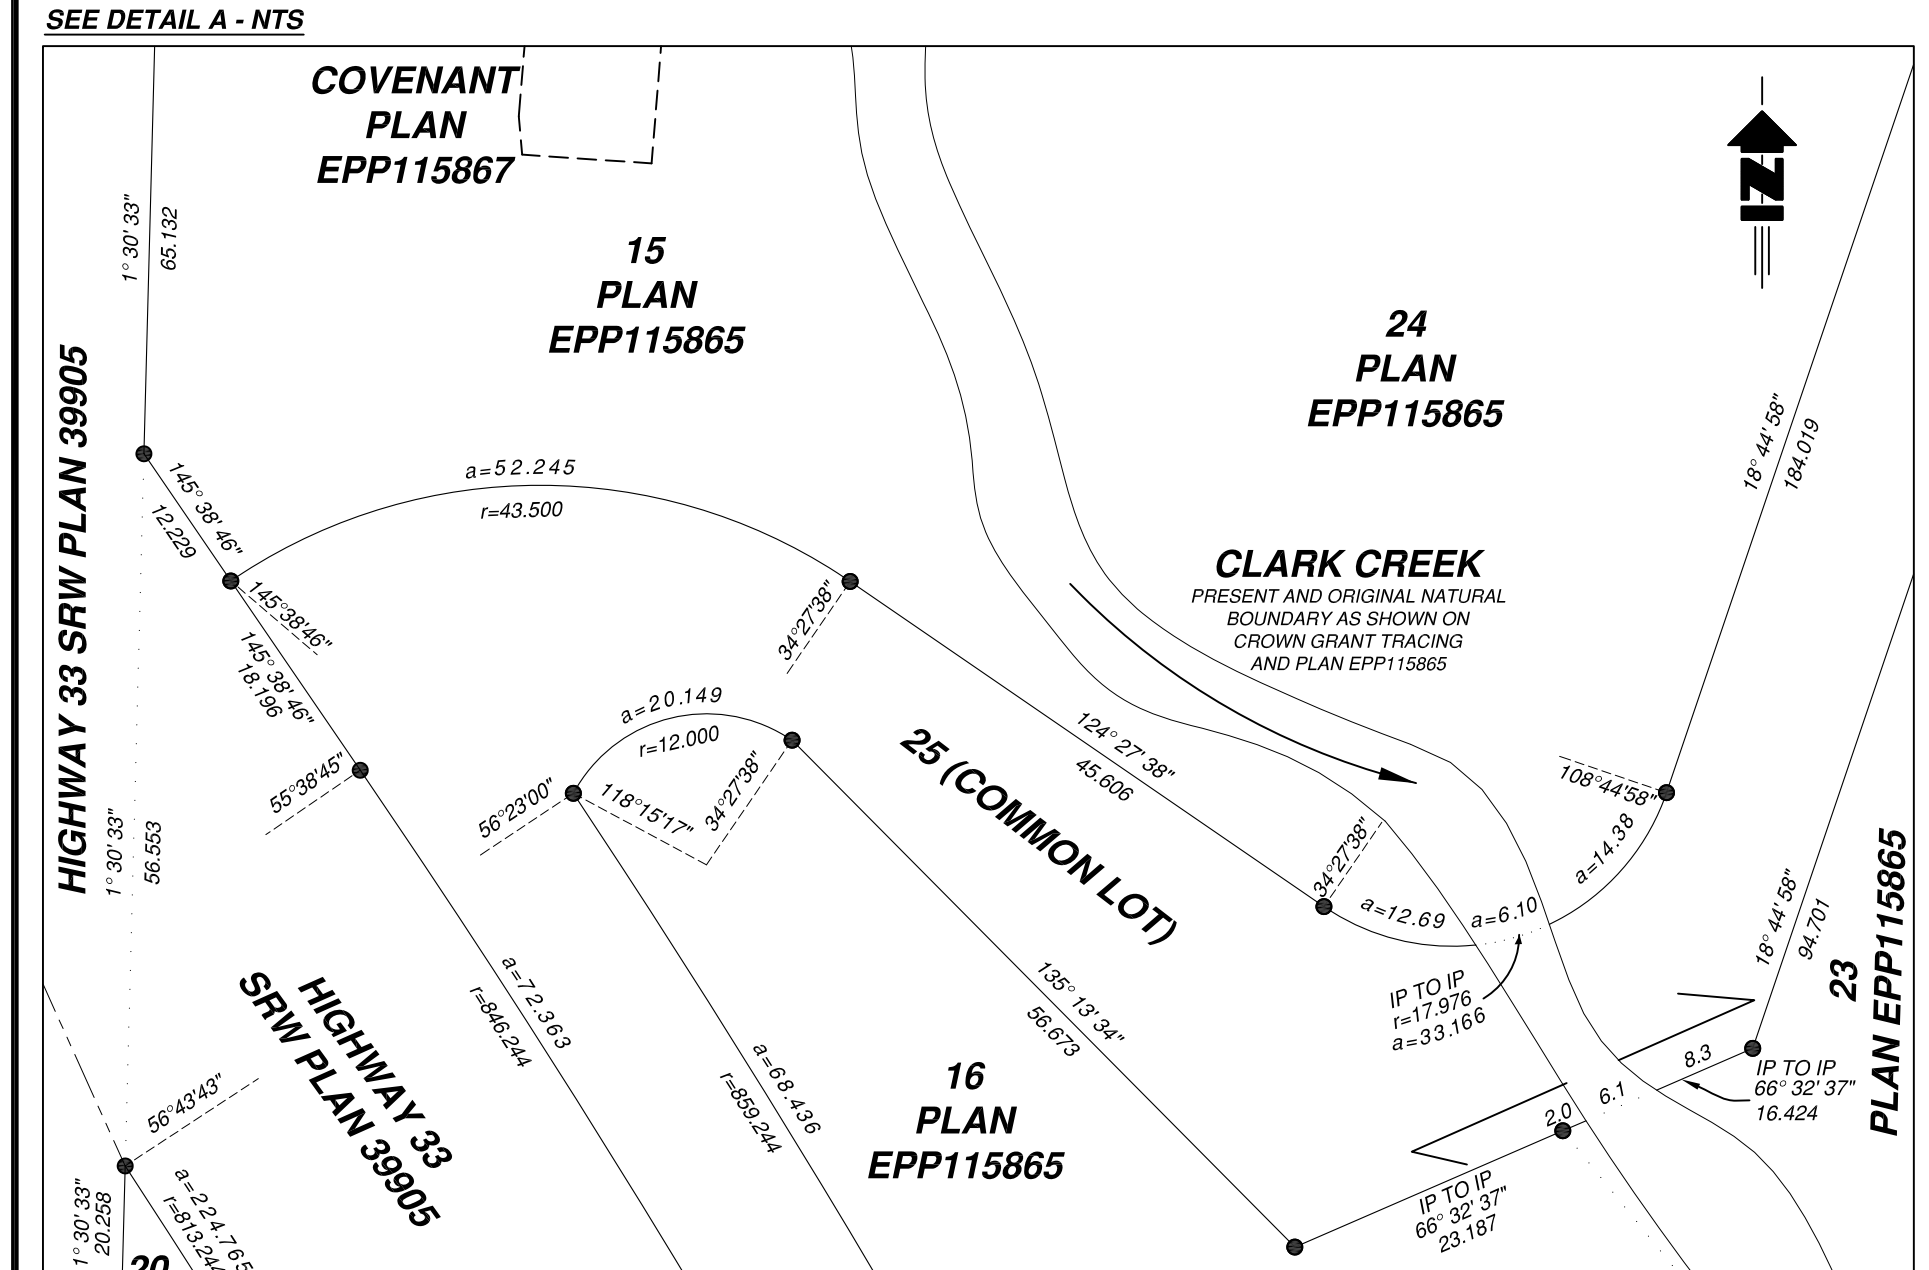 SEE DETAIL A - NTS
COVENANT
PLAN
EPP115867
1° 30' 33"
65.132
15
PLAN
EPP115865
24
PLAN
EPP115865
N
HIGHWAY 33 SRW PLAN 39905
18° 44' 58"
184.019
145° 38' 46"
12.229
a=52.245
r=43.500
145°38'46"
145° 38' 46"
18.196
34°27'38"
CLARK CREEK
PRESENT AND ORIGINAL NATURAL
BOUNDARY AS SHOWN ON
CROWN GRANT TRACING
AND PLAN EPP115865
55°38'45"
a=20.149
r=12.000
56°23'00"
118°15'17"
34°27'38"
25 (COMMON LOT)
124° 27' 38"
45.606
108°44'58"
a=14.38
34°27'38"
a=12.69
a=6.10
1° 30' 33"
56.553
18° 44' 58"
94.701
23
PLAN EPP115865
IP TO IP
r=17.976
a=33.166
HIGHWAY 33
SRW PLAN 39905
a=72.363
r=846.244
135° 13' 34"
56.673
a=68.436
r=859.244
16
PLAN
EPP115865
8.3
6.1
2.0
IP TO IP
66° 32' 37"
16.424
56°43'43"
IP TO IP
66° 32' 37"
23.187
1° 30' 33"
20.258
a=224.765
r=813.244
20